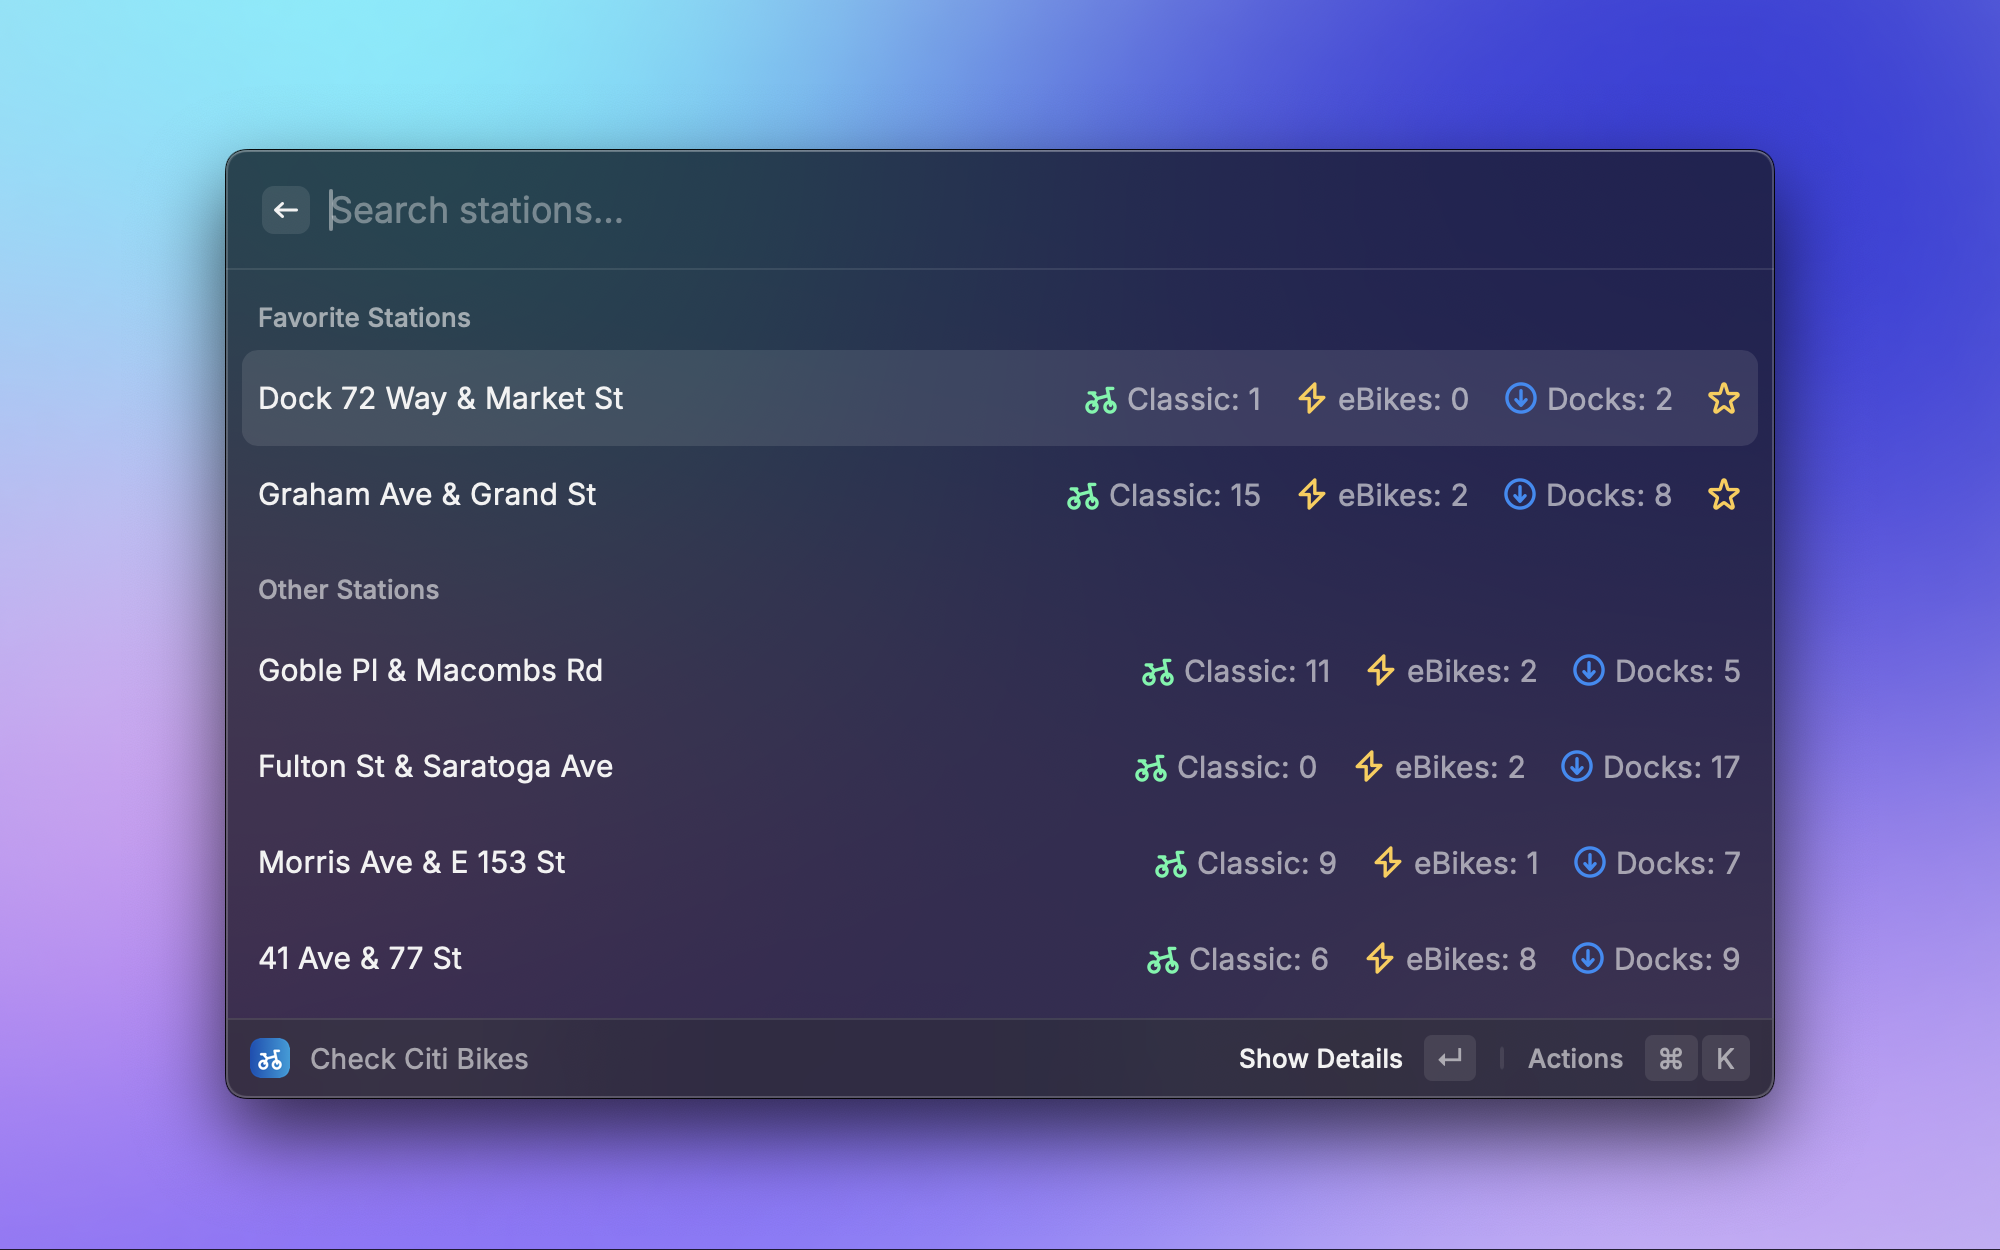 Search stations...
Favorite Stations
Dock 72 Way & Market St Classic: 1 eBikes: 0 Docks: 2
Graham Ave & Grand St Classic: 15 eBikes: 2 Docks: 8
Other Stations
Goble Pl & Macombs Rd Classic: 11 eBikes: 2 Docks: 5
Fulton St & Saratoga Ave Classic: 0 eBikes: 2 Docks: 17
Morris Ave & E 153 St Classic: 9 eBikes: 1 Docks: 7
41 Ave & 77 St Classic: 6 eBikes: 8 Docks: 9
Check Citi Bikes Show Details ↵ Actions ⌘ K